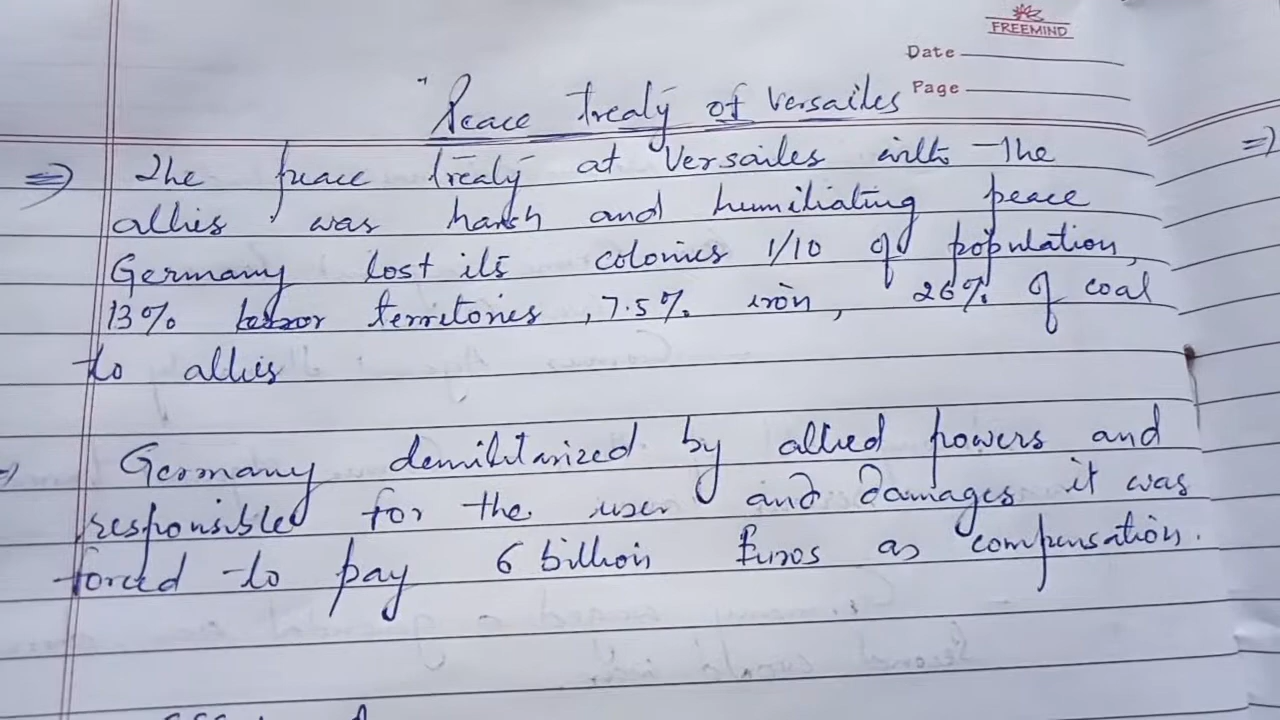 FREEMIND
Date
Page
Peace treaty of Versailes
⇒ The peace treaty at Versailes with the
allies was harsh and humiliating peace
Germany lost its colonies 1/10 of population,
13% territories, 7.5% iron, 26% of coal
to allies
⇒ Germany demilitarized by allied powers and
responsible for the and damages it was
forced to pay 6 billion Euros as compensation.
⇒